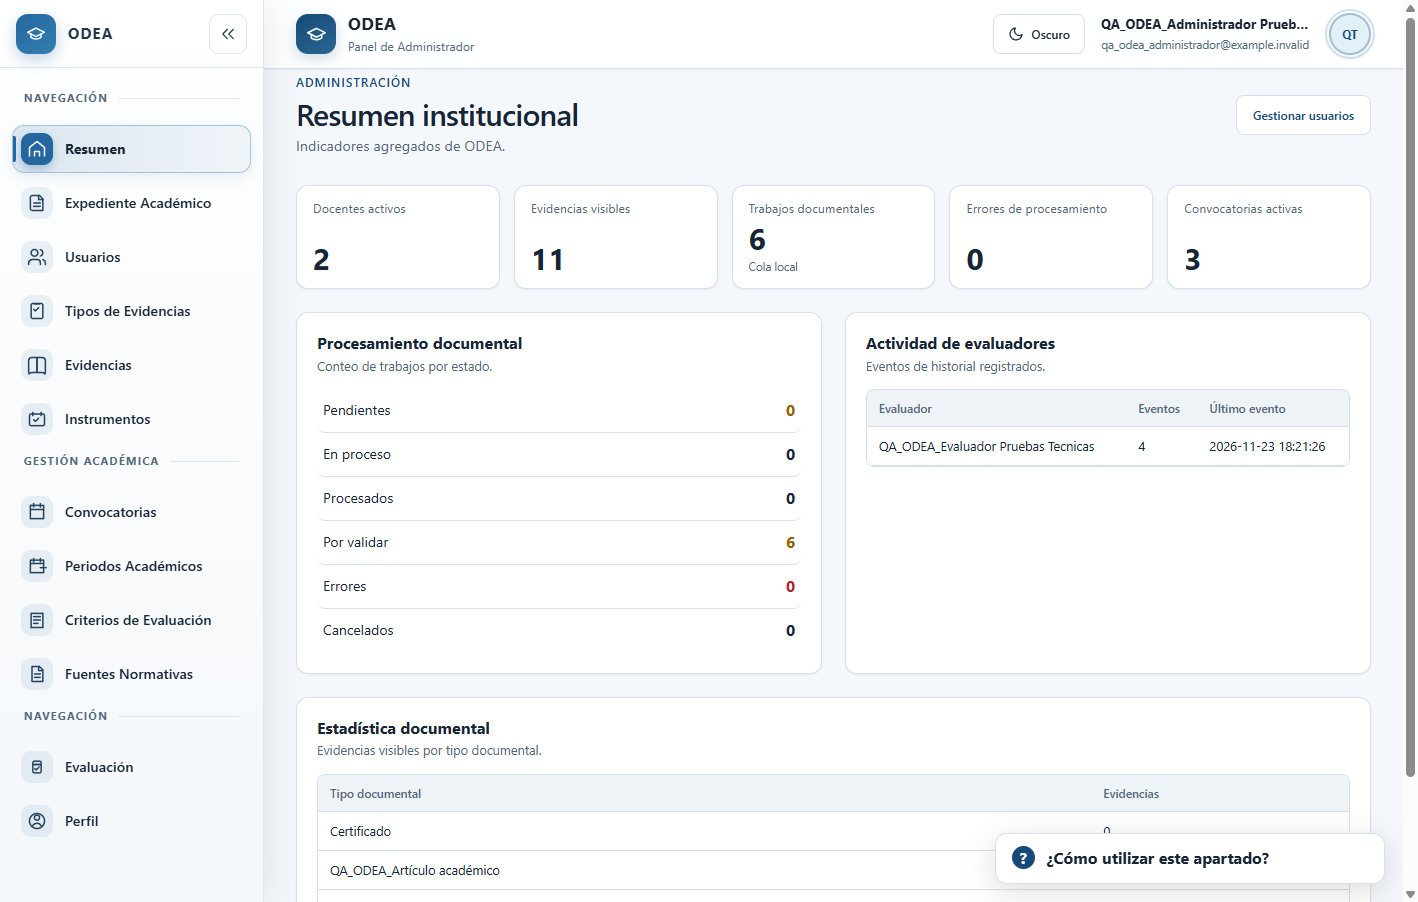 ODEA
NAVEGACIÓN
Resumen
Expediente Académico
Usuarios
Tipos de Evidencias
Evidencias
Instrumentos
GESTIÓN ACADÉMICA
Convocatorias
Periodos Académicos
Criterios de Evaluación
Fuentes Normativas
NAVEGACIÓN
Evaluación
Perfil
ODEA
Panel de Administrador
Oscuro
QA_ODEA_Administrador Prueb...
qa_odea_administrador@example.invalid
QT
ADMINISTRACIÓN
Resumen institucional
Indicadores agregados de ODEA.
Gestionar usuarios
Docentes activos
2
Evidencias visibles
11
Trabajos documentales
6
Cola local
Errores de procesamiento
0
Convocatorias activas
3
Procesamiento documental
Conteo de trabajos por estado.
Pendientes 0
En proceso 0
Procesados 0
Por validar 6
Errores 0
Cancelados 0
Actividad de evaluadores
Eventos de historial registrados.
Evaluador Eventos Último evento
QA_ODEA_Evaluador Pruebas Tecnicas 4 2026-11-23 18:21:26
Estadística documental
Evidencias visibles por tipo documental.
Tipo documental Evidencias
Certificado 0
QA_ODEA_Artículo académico
? ¿Cómo utilizar este apartado?